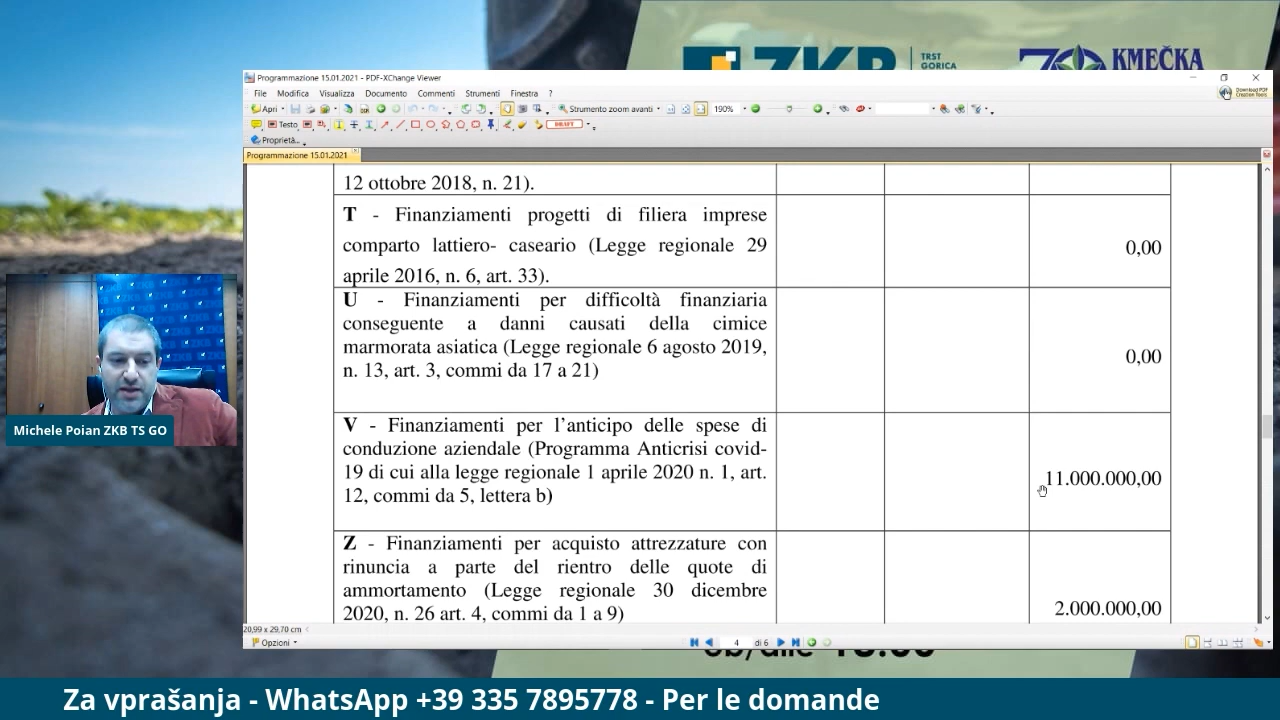 ZKB
TRST
GORICA
70
KMEČKA
Programmazione 15.01.2021 - PDF-XChange Viewer
File Modifica Visualizza Documento Commenti Strumenti Finestra ?
Download PDF
Creation Tools
Apri
Strumento zoom avanti
190%
Testo
DRAFT
Proprietà...
Programmazione 15.01.2021
12 ottobre 2018, n. 21).
T - Finanziamenti progetti di filiera imprese
comparto lattiero- caseario (Legge regionale 29
aprile 2016, n. 6, art. 33).
0,00
U - Finanziamenti per difficoltà finanziaria
conseguente a danni causati della cimice
marmorata asiatica (Legge regionale 6 agosto 2019,
n. 13, art. 3, commi da 17 a 21)
0,00
V - Finanziamenti per l’anticipo delle spese di
conduzione aziendale (Programma Anticrisi covid-
19 di cui alla legge regionale 1 aprile 2020 n. 1, art.
12, commi da 5, lettera b)
11.000.000,00
Z - Finanziamenti per acquisto attrezzature con
rinuncia a parte del rientro delle quote di
ammortamento (Legge regionale 30 dicembre
2020, n. 26 art. 4, commi da 1 a 9)
2.000.000,00
20,99 x 29,70 cm
Opzioni
4 di 6
ZKB
Michele Poian ZKB TS GO
Za vprašanja - WhatsApp +39 335 7895778 - Per le domande